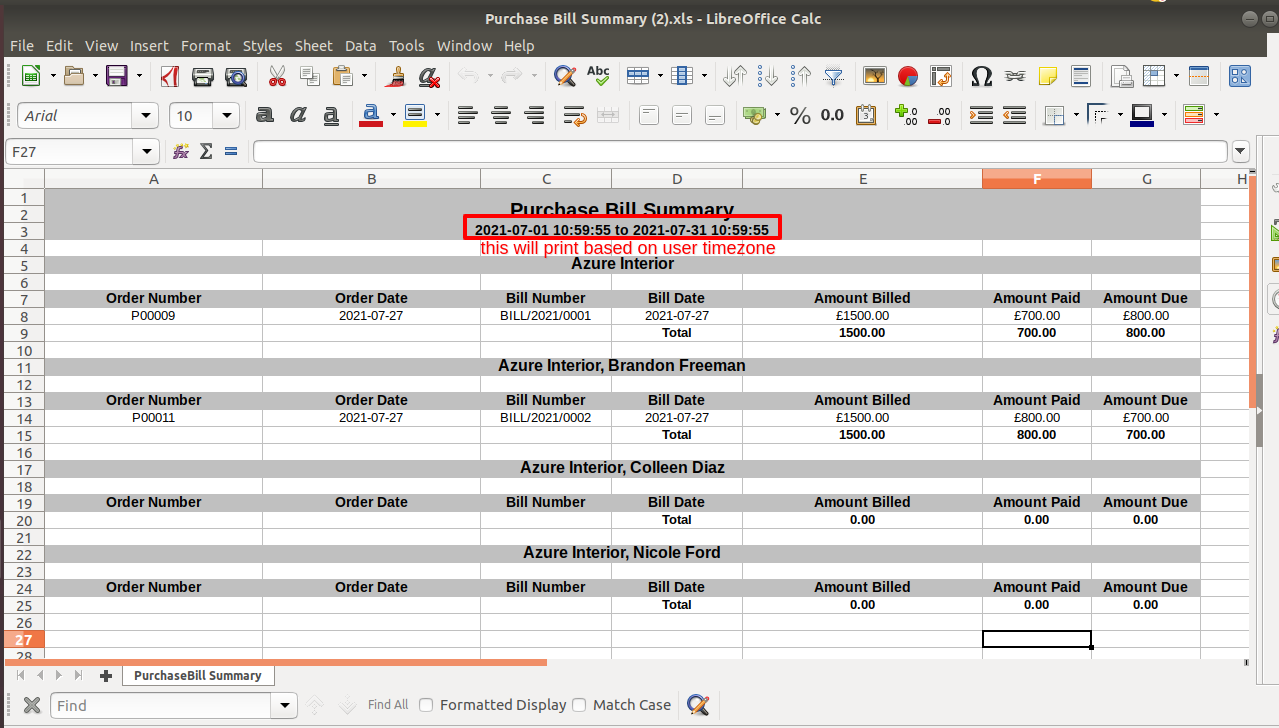 Purchase Bill Summary (2).xls - LibreOffice Calc
File Edit View Insert Format Styles Sheet Data Tools Window Help
Abc
Arial 10 a a a a % 0.0 .00 .00
F27
A B C D E F G H
1
2 Purchase Bill Summary
3 2021-07-01 10:59:55 to 2021-07-31 10:59:55
4 this will print based on user timezone
5 Azure Interior
6
7 Order Number Order Date Bill Number Bill Date Amount Billed Amount Paid Amount Due
8 P00009 2021-07-27 BILL/2021/0001 2021-07-27 £1500.00 £700.00 £800.00
9 Total 1500.00 700.00 800.00
10
11 Azure Interior, Brandon Freeman
12
13 Order Number Order Date Bill Number Bill Date Amount Billed Amount Paid Amount Due
14 P00011 2021-07-27 BILL/2021/0002 2021-07-27 £1500.00 £800.00 £700.00
15 Total 1500.00 800.00 700.00
16
17 Azure Interior, Colleen Diaz
18
19 Order Number Order Date Bill Number Bill Date Amount Billed Amount Paid Amount Due
20 Total 0.00 0.00 0.00
21
22 Azure Interior, Nicole Ford
23
24 Order Number Order Date Bill Number Bill Date Amount Billed Amount Paid Amount Due
25 Total 0.00 0.00 0.00
26
27
28
PurchaseBill Summary
Find Find All Formatted Display Match Case